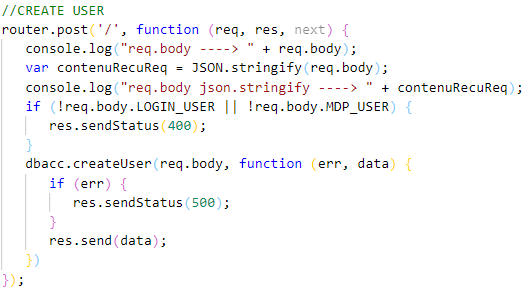 //CREATE USER
router.post('/', function (req, res, next) {
    console.log("req.body ----> " + req.body);
    var contenuRecuReq = JSON.stringify(req.body);
    console.log("req.body json.stringify ----> " + contenuRecuReq);
    if (!req.body.LOGIN_USER || !req.body.MDP_USER) {
        res.sendStatus(400);
    }
    dbacc.createUser(req.body, function (err, data) {
        if (err) {
            res.sendStatus(500);
        }
        res.send(data);
    })
});